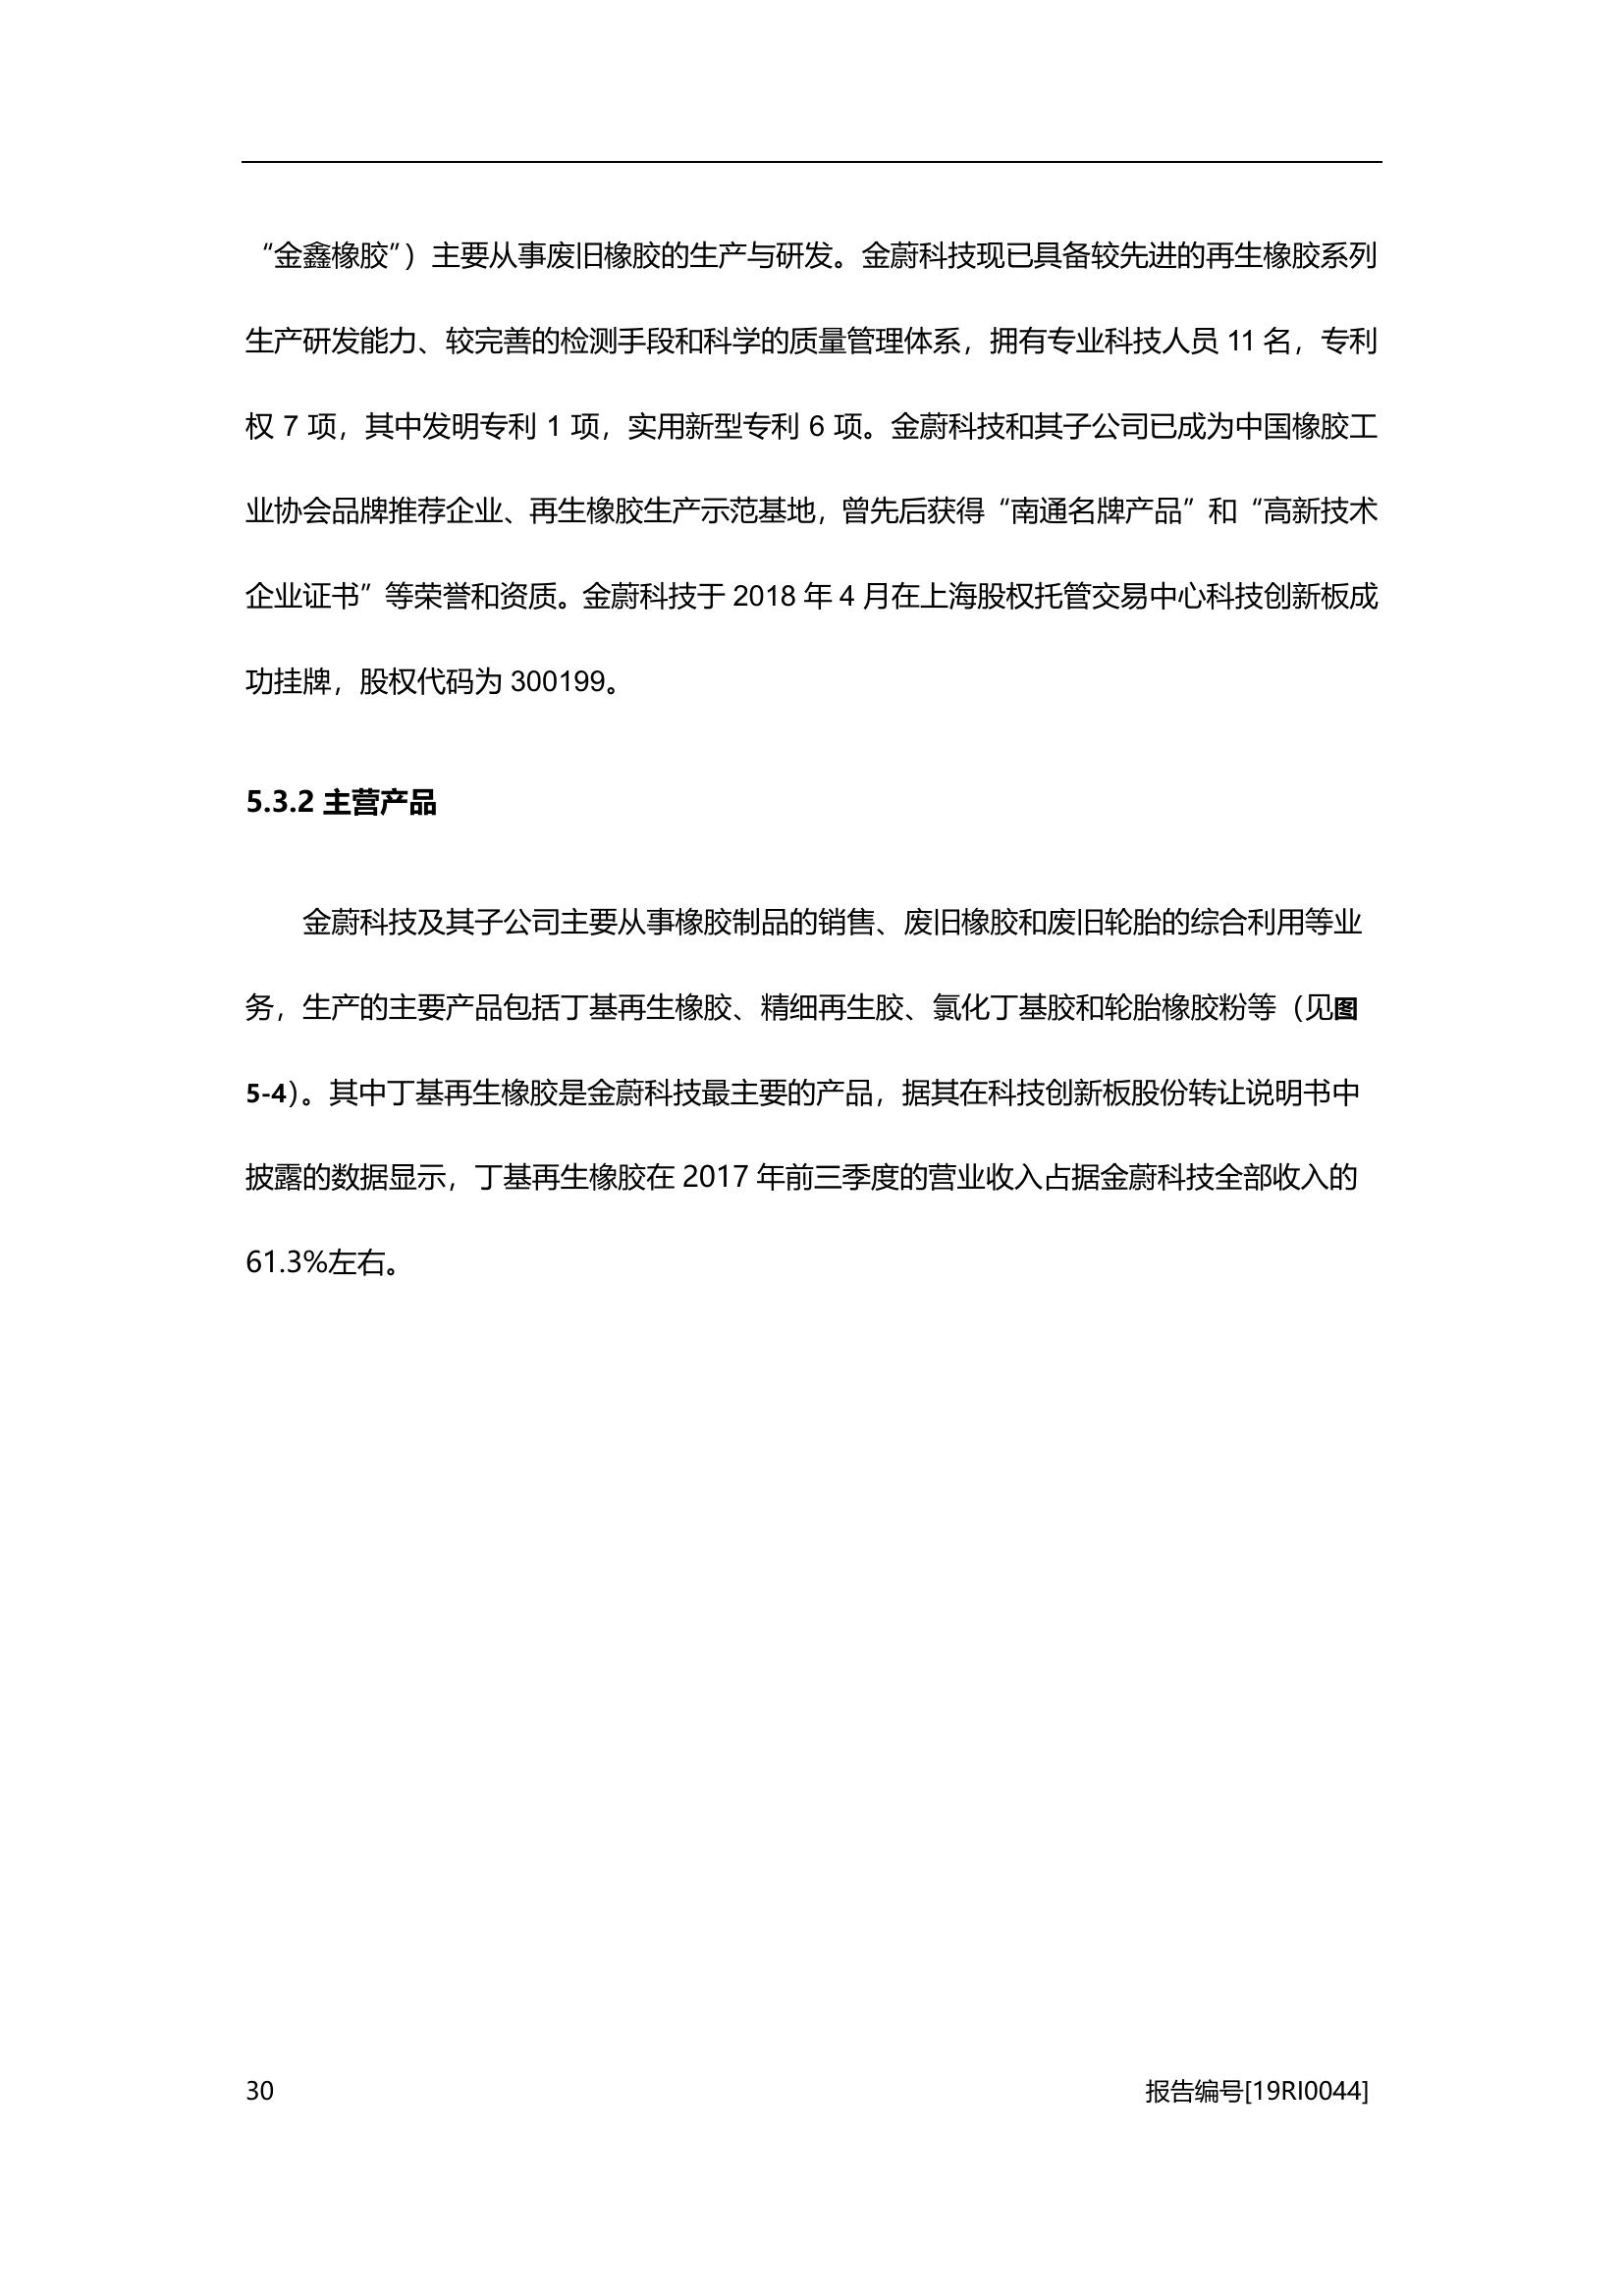 “金鑫橡胶”）主要从事废旧橡胶的生产与研发。金蔚科技现已具备较先进的再生橡胶系列
生产研发能力、较完善的检测手段和科学的质量管理体系，拥有专业科技人员 11 名，专利
权 7 项，其中发明专利 1 项，实用新型专利 6 项。金蔚科技和其子公司已成为中国橡胶工
业协会品牌推荐企业、再生橡胶生产示范基地，曾先后获得“南通名牌产品”和“高新技术
企业证书”等荣誉和资质。金蔚科技于 2018 年 4 月在上海股权托管交易中心科技创新板成
功挂牌，股权代码为 300199。
5.3.2 主营产品
金蔚科技及其子公司主要从事橡胶制品的销售、废旧橡胶和废旧轮胎的综合利用等业
务，生产的主要产品包括丁基再生橡胶、精细再生胶、氯化丁基胶和轮胎橡胶粉等（见图
5-4）。其中丁基再生橡胶是金蔚科技最主要的产品，据其在科技创新板股份转让说明书中
披露的数据显示，丁基再生橡胶在 2017 年前三季度的营业收入占据金蔚科技全部收入的
61.3%左右。
30 报告编号[19RI0044]